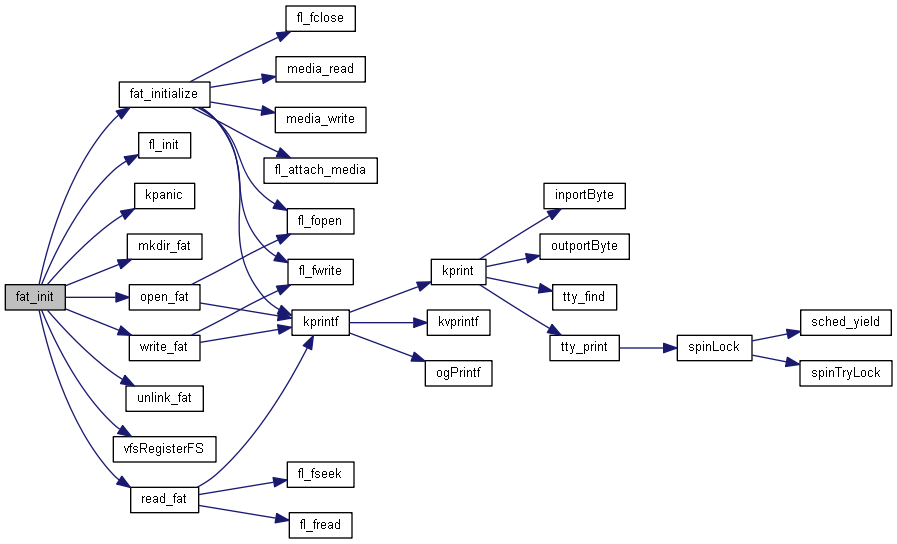 fl_fclose
media_read
fat_initialize
media_write
fl_init
fl_attach_media
kpanic
inportByte
fl_fopen
mkdir_fat
outportByte
fl_fwrite
kprint
fat_init
open_fat
tty_find
kprintf
kvprintf
sched_yield
write_fat
tty_print
spinLock
ogPrintf
spinTryLock
unlink_fat
vfsRegisterFS
fl_fseek
read_fat
fl_fread